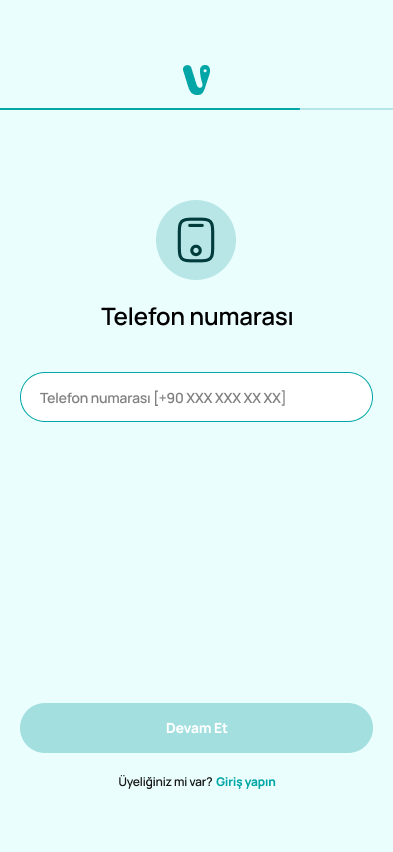 Telefon numarası
Telefon numarası [+90 XXX XXX XX XX]
Devam Et
Üyeliğiniz mi var? Giriş yapın